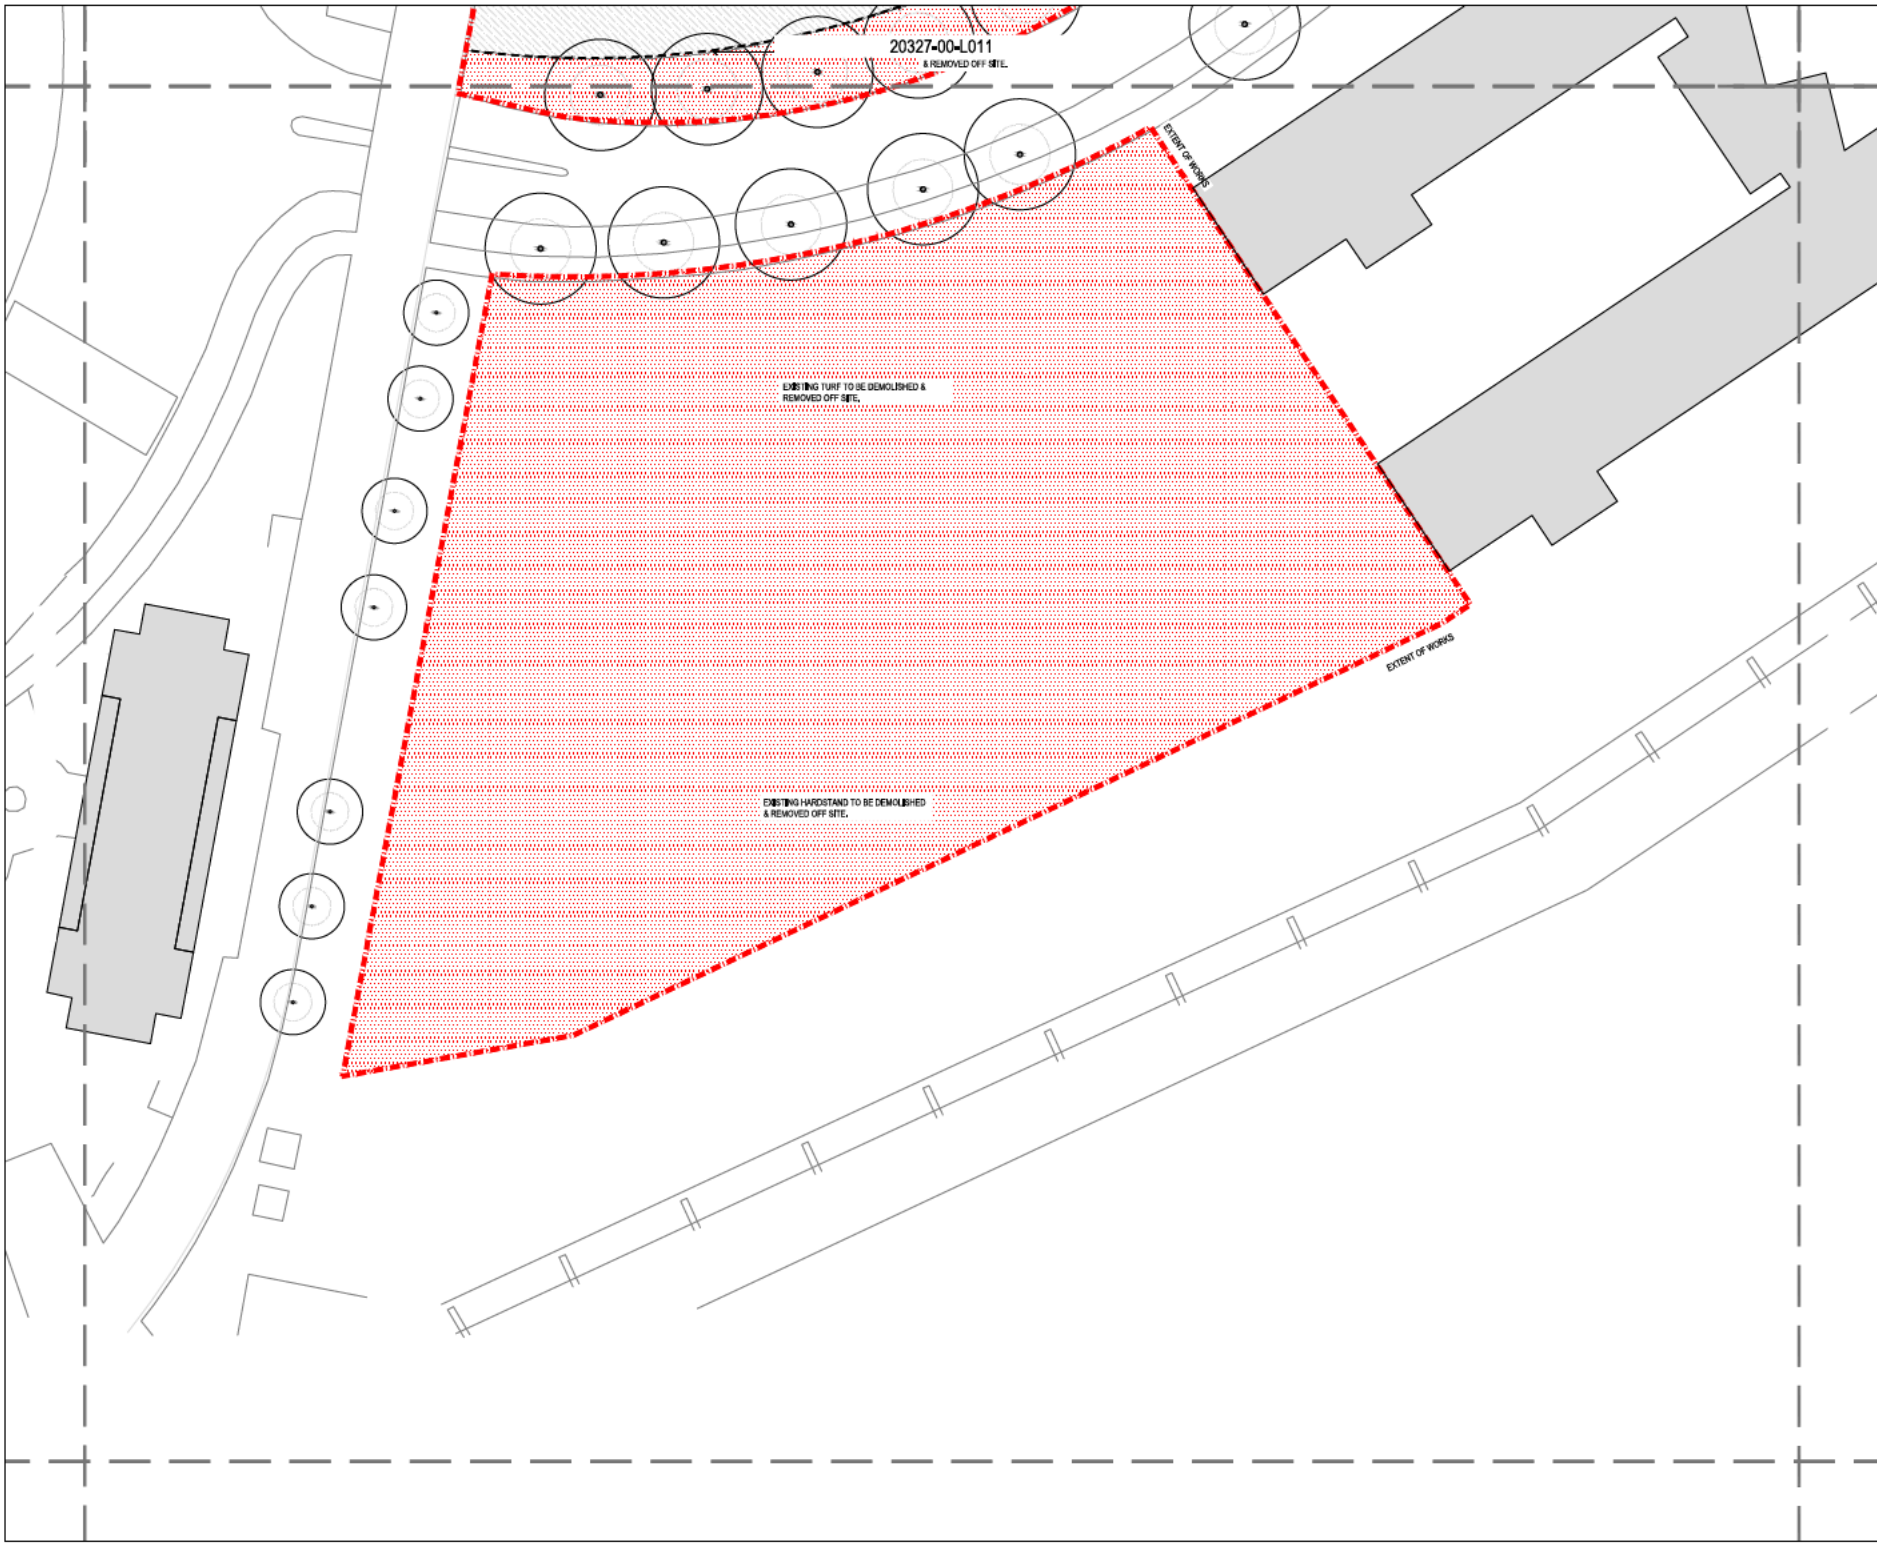 20327-00-L011
& REMOVED OFF SITE.
EXTENT OF WORKS
EXISTING TURF TO BE DEMOLISHED &
REMOVED OFF SITE.
EXTENT OF WORKS
EXISTING HARDSTAND TO BE DEMOLISHED
& REMOVED OFF SITE.